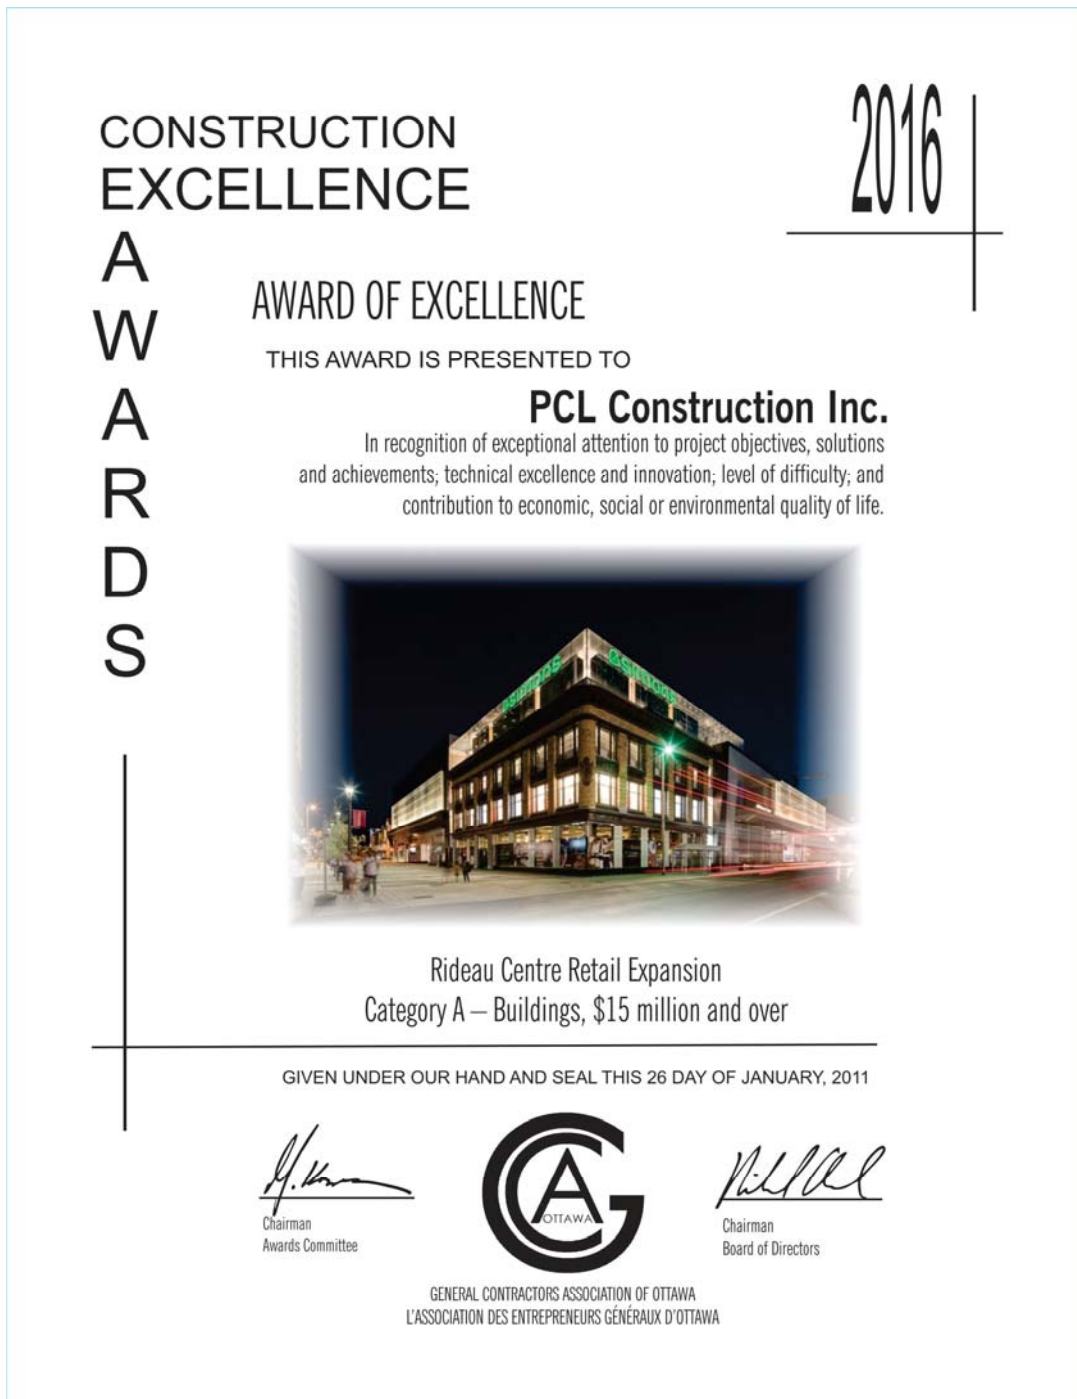 CONSTRUCTION
EXCELLENCE
AWARDS
2016
AWARD OF EXCELLENCE
THIS AWARD IS PRESENTED TO
PCL Construction Inc.
In recognition of exceptional attention to project objectives, solutions
and achievements; technical excellence and innovation; level of difficulty; and
contribution to economic, social or environmental quality of life.
SIMONS
SIMONS
Rideau Centre Retail Expansion
Category A – Buildings, $15 million and over
GIVEN UNDER OUR HAND AND SEAL THIS 26 DAY OF JANUARY, 2011
Chairman
Awards Committee
GCA
OTTAWA
Chairman
Board of Directors
GENERAL CONTRACTORS ASSOCIATION OF OTTAWA
L'ASSOCIATION DES ENTREPRENEURS GÉNÉRAUX D'OTTAWA